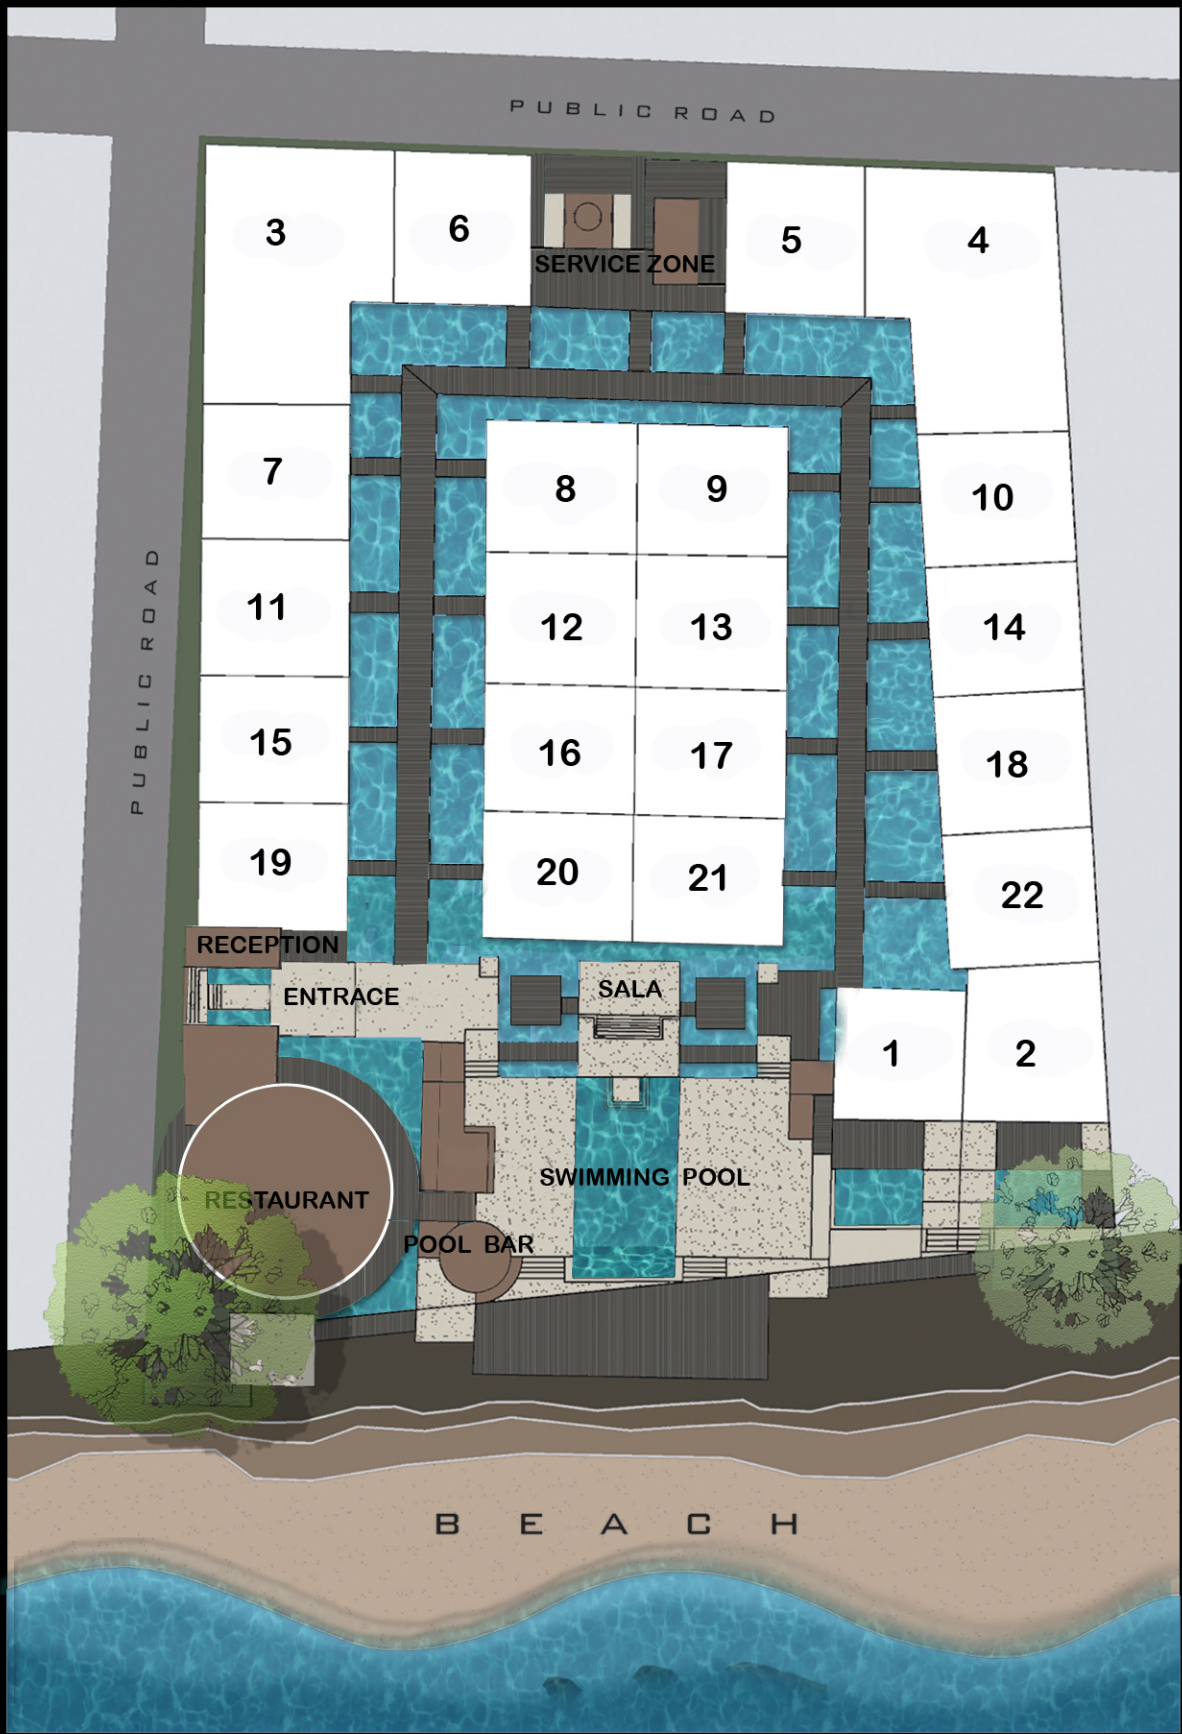 PUBLIC ROAD
3
6
5
4
SERVICE ZONE
7
8
9
10
PUBLIC ROAD
11
12
13
14
15
16
17
18
19
20
21
22
RECEPTION
ENTRACE
SALA
1
2
SWIMMING POOL
RESTAURANT
POOL BAR
BEACH